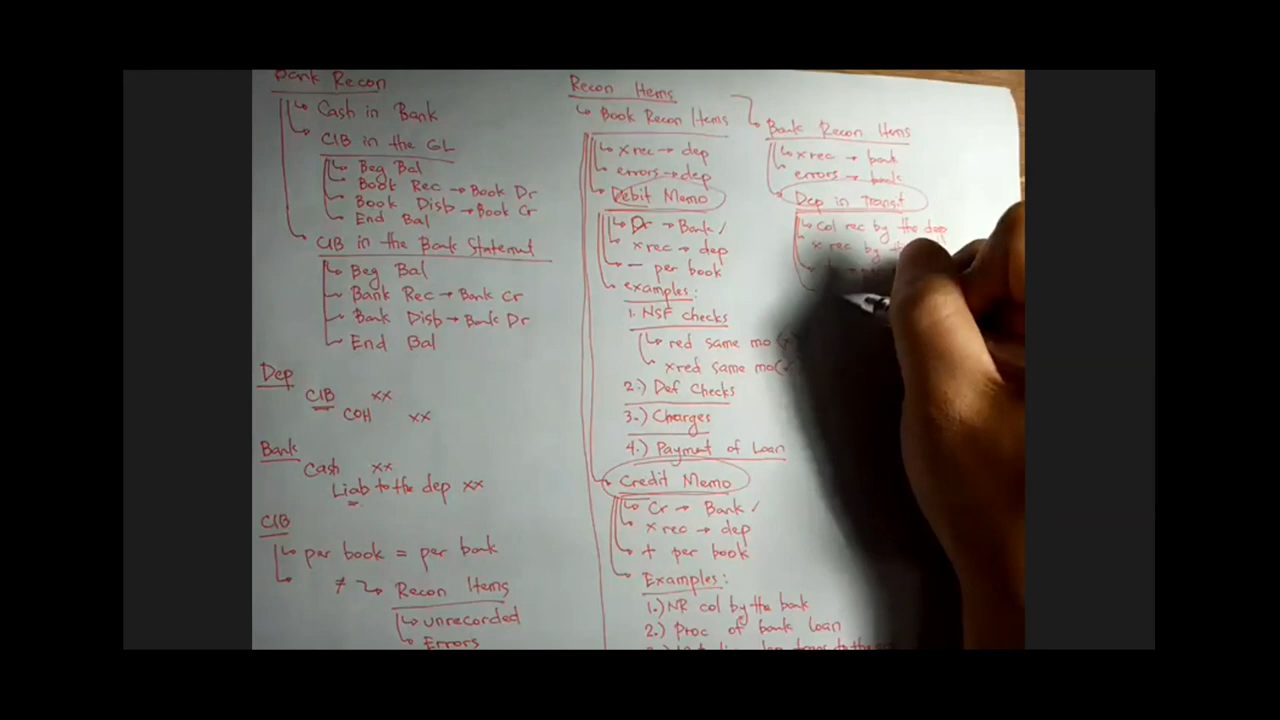 Bank Recon
Cash in Bank
CIB in the GL
Beg Bal
Book Rec → Book Dr
Book Disb → Book Cr
End Bal
CIB in the Bank Statement
Beg Bal
Bank Rec → Bank Cr
Bank Disb → Bank Dr
End Bal
Dep
CIB xx
COH xx
Bank
Cash xx
Liab to the dep xx
CIB
per book = per bank
≠ Recon Items
unrecorded
Errors
Recon Items
Book Recon Items
x rec → dep
errors → dep
Debit Memo
Dr → Bank ✓
x rec → dep
− per book
examples:
1. NSF checks
red same mo
xred same mo
2.) Def Checks
3.) Charges
4.) Payment of Loan
Credit Memo
Cr → Bank ✓
x rec → dep
+ per book
Examples:
1.) NR col by the bank
2.) Proc of bank loan
Bank Recon Items
x rec → bank
errors → bank
Dep in Transit
col rec by the dep
x rec by